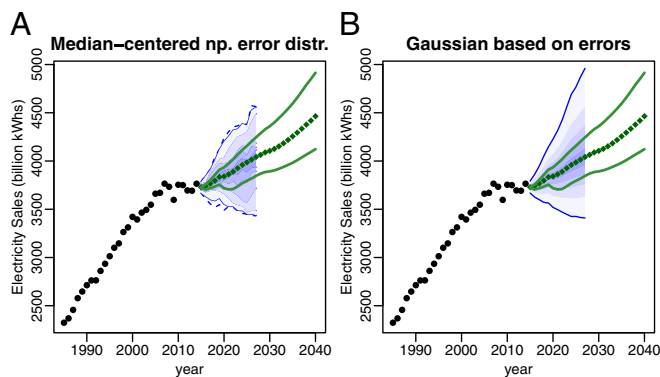 A
Median−centered np. error distr.
Electricity Sales (billion kWhs)
5000
4500
4000
3500
3000
2500
1990 2000 2010 2020 2030 2040
year
B
Gaussian based on errors
Electricity Sales (billion kWhs)
5000
4500
4000
3500
3000
2500
1990 2000 2010 2020 2030 2040
year